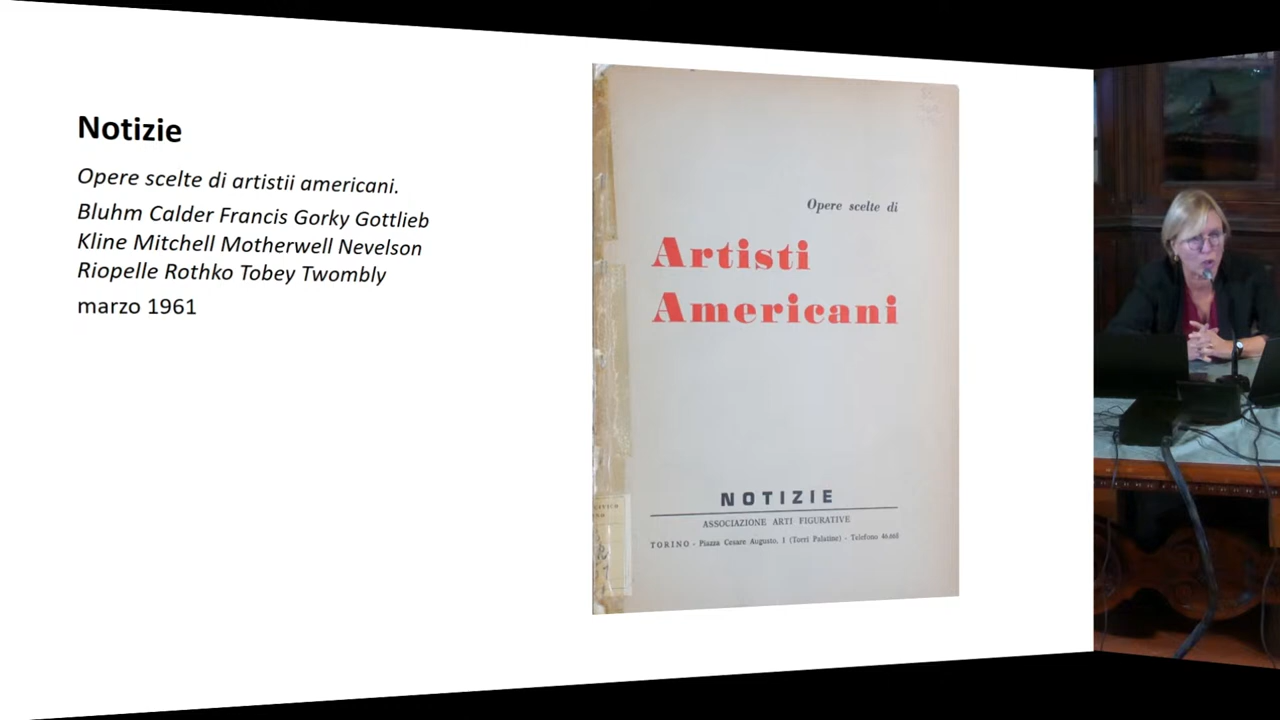 Notizie
Opere scelte di artistii americani.
Bluhm Calder Francis Gorky Gottlieb
Kline Mitchell Motherwell Nevelson
Riopelle Rothko Tobey Twombly
marzo 1961
Opere scelte di
Artisti
Americani
NOTIZIE
ASSOCIAZIONE ARTI FIGURATIVE
TORINO - Piazza Cesare Augusto, 1 (Torri Palatine) - Telefono 46.668